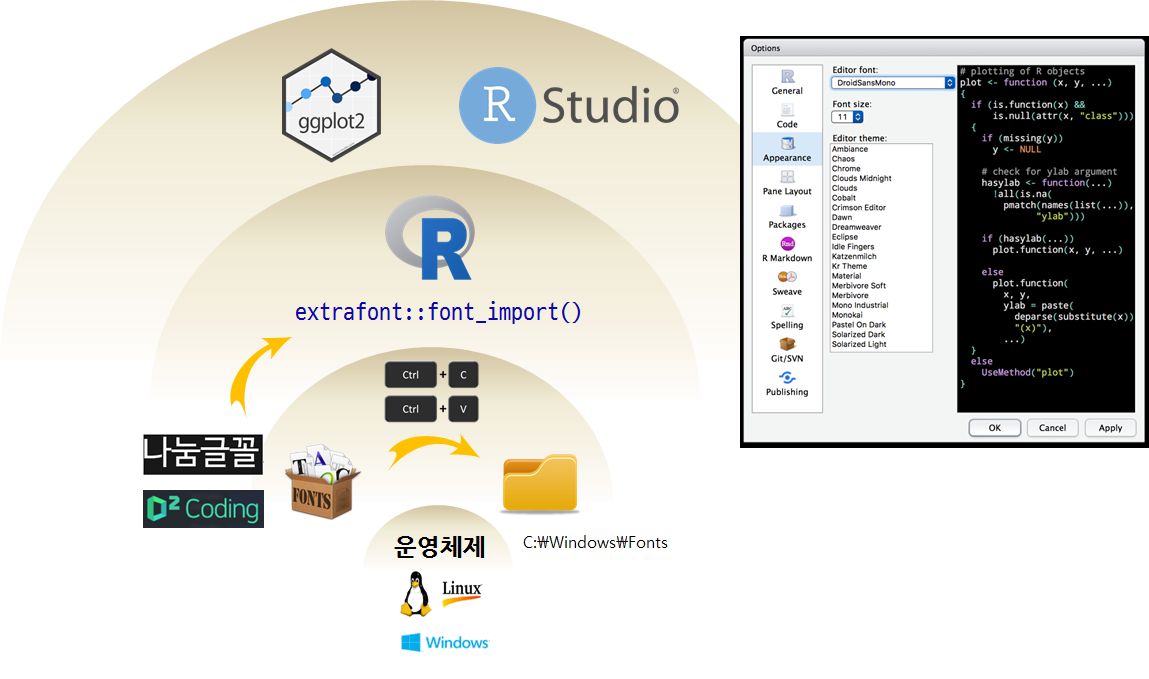 ggplot2
R Studio®
R
extrafont::font_import()
Ctrl + C
Ctrl + V
나눔글꼴
D2 Coding
T A C
FONTS
C:₩Windows₩Fonts
운영체제
Linux
Windows
Options
General
Code
Appearance
Pane Layout
Packages
Rmd
R Markdown
Sweave
ABC
Spelling
Git/SVN
Publishing
Editor font:
DroidSansMono
Font size:
11
Editor theme:
Ambiance
Chaos
Chrome
Clouds Midnight
Clouds
Cobalt
Crimson Editor
Dawn
Dreamweaver
Eclipse
Idle Fingers
Katzenmilch
Kr Theme
Material
Merbivore Soft
Merbivore
Mono Industrial
Monokai
Pastel On Dark
Solarized Dark
Solarized Light
# plotting of R objects
plot <- function (x, y, ...)
{
if (is.function(x) &&
is.null(attr(x, "class")))
{
if (missing(y))
y <- NULL
# check for ylab argument
hasylab <- function(...)
!all(is.na(
pmatch(names(list(...)),
"ylab")))
if (hasylab(...))
plot.function(x, y, ...)
else
plot.function(
x, y,
ylab = paste(
deparse(substitute(x)),
"(x)"),
...)
}
else
UseMethod("plot")
}
OK
Cancel
Apply